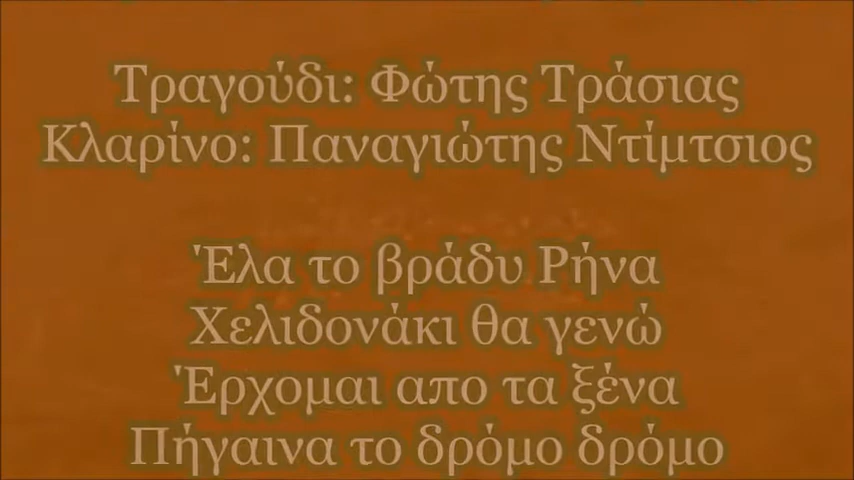 Τραγούδι: Φώτης Τράσιας
Κλαρίνο: Παναγιώτης Ντίμτσιος
Έλα το βράδυ Ρήνα
Χελιδονάκι θα γενώ
Έρχομαι απο τα ξένα
Πήγαινα το δρόμο δρόμο